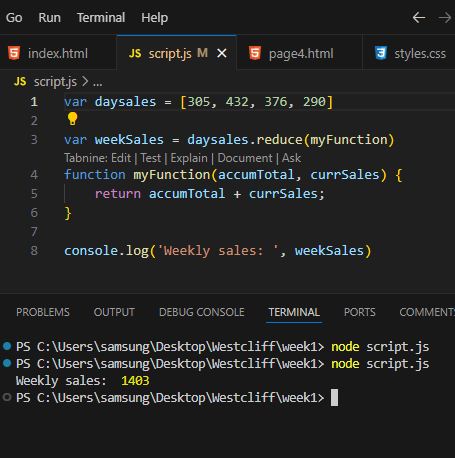 Go Run Terminal Help
index.html JS script.js M page4.html styles.css
JS script.js > ...
1 var daysales = [305, 432, 376, 290]
2
3 var weekSales = daysales.reduce(myFunction)
Tabnine: Edit | Test | Explain | Document | Ask
4 function myFunction(accumTotal, currSales) {
5 return accumTotal + currSales;
6 }
7
8 console.log('Weekly sales: ', weekSales)
PROBLEMS OUTPUT DEBUG CONSOLE TERMINAL PORTS COMMENTS
PS C:\Users\samsung\Desktop\Westcliff\week1> node script.js
PS C:\Users\samsung\Desktop\Westcliff\week1> node script.js
Weekly sales:  1403
PS C:\Users\samsung\Desktop\Westcliff\week1>